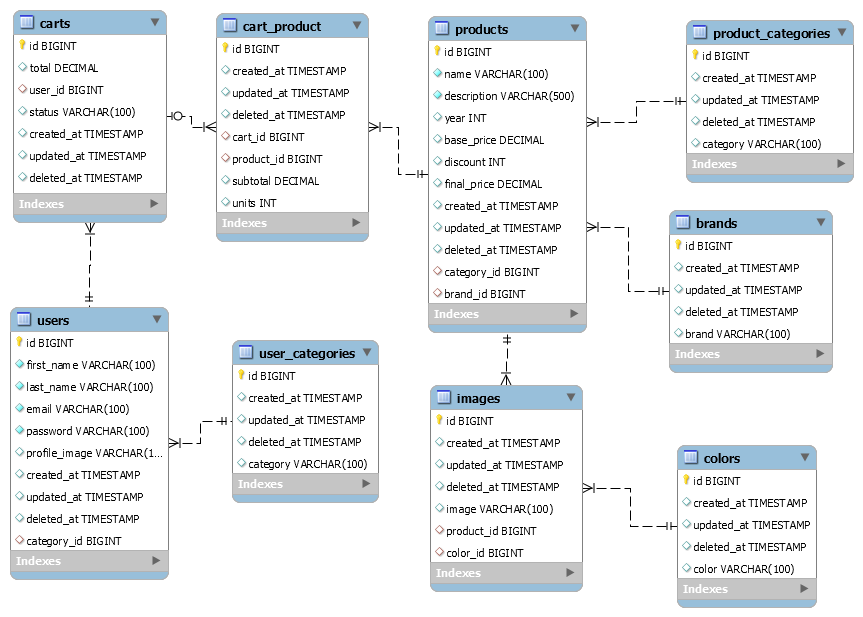 carts
id BIGINT
total DECIMAL
user_id BIGINT
status VARCHAR(100)
created_at TIMESTAMP
updated_at TIMESTAMP
deleted_at TIMESTAMP
Indexes
cart_product
id BIGINT
created_at TIMESTAMP
updated_at TIMESTAMP
deleted_at TIMESTAMP
cart_id BIGINT
product_id BIGINT
subtotal DECIMAL
units INT
Indexes
products
id BIGINT
name VARCHAR(100)
description VARCHAR(500)
year INT
base_price DECIMAL
discount INT
final_price DECIMAL
created_at TIMESTAMP
updated_at TIMESTAMP
deleted_at TIMESTAMP
category_id BIGINT
brand_id BIGINT
Indexes
product_categories
id BIGINT
created_at TIMESTAMP
updated_at TIMESTAMP
deleted_at TIMESTAMP
category VARCHAR(100)
Indexes
brands
id BIGINT
created_at TIMESTAMP
updated_at TIMESTAMP
deleted_at TIMESTAMP
brand VARCHAR(100)
Indexes
users
id BIGINT
first_name VARCHAR(100)
last_name VARCHAR(100)
email VARCHAR(100)
password VARCHAR(100)
profile_image VARCHAR(1...
created_at TIMESTAMP
updated_at TIMESTAMP
deleted_at TIMESTAMP
category_id BIGINT
Indexes
user_categories
id BIGINT
created_at TIMESTAMP
updated_at TIMESTAMP
deleted_at TIMESTAMP
category VARCHAR(100)
Indexes
images
id BIGINT
created_at TIMESTAMP
updated_at TIMESTAMP
deleted_at TIMESTAMP
image VARCHAR(100)
product_id BIGINT
color_id BIGINT
Indexes
colors
id BIGINT
created_at TIMESTAMP
updated_at TIMESTAMP
deleted_at TIMESTAMP
color VARCHAR(100)
Indexes